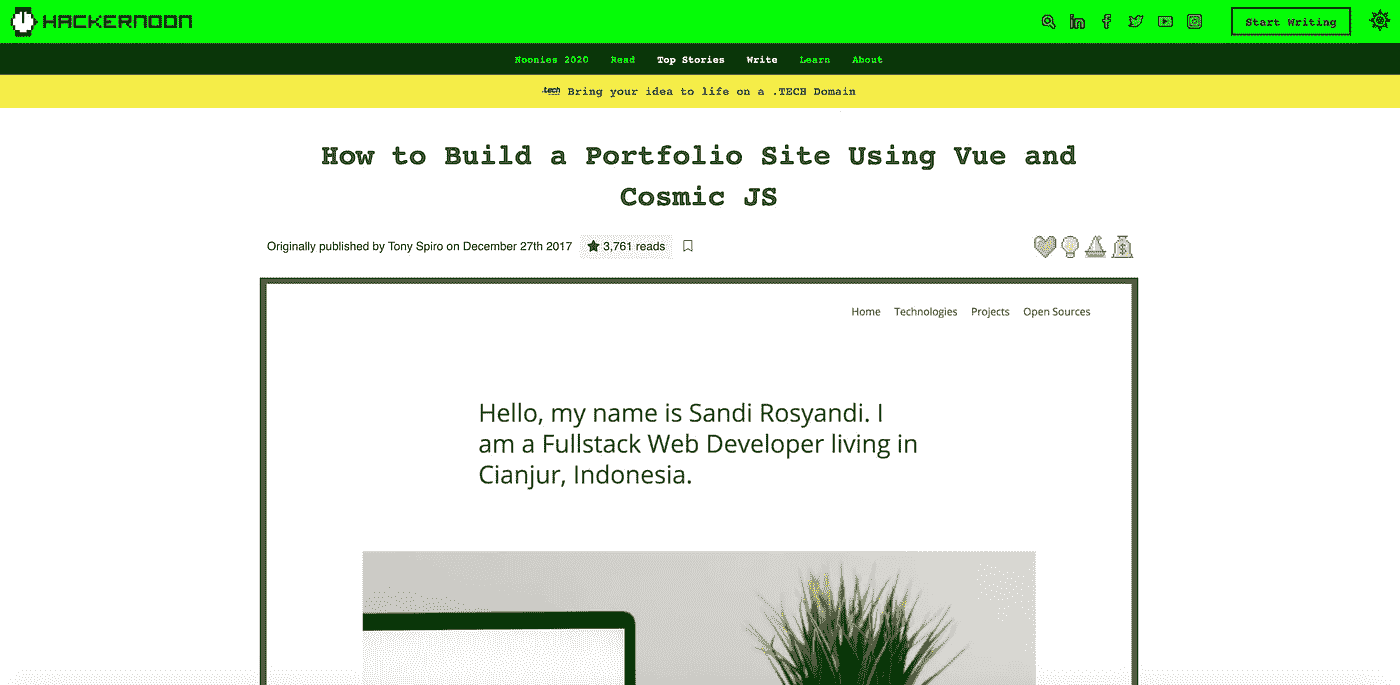 HACKERNOON
Start Writing
Noonies 2020 Read Top Stories Write Learn About
.tech Bring your idea to life on a .TECH Domain
How to Build a Portfolio Site Using Vue and
Cosmic JS
Originally published by Tony Spiro on December 27th 2017 3,761 reads
Home Technologies Projects Open Sources
Hello, my name is Sandi Rosyandi. I
am a Fullstack Web Developer living in
Cianjur, Indonesia.